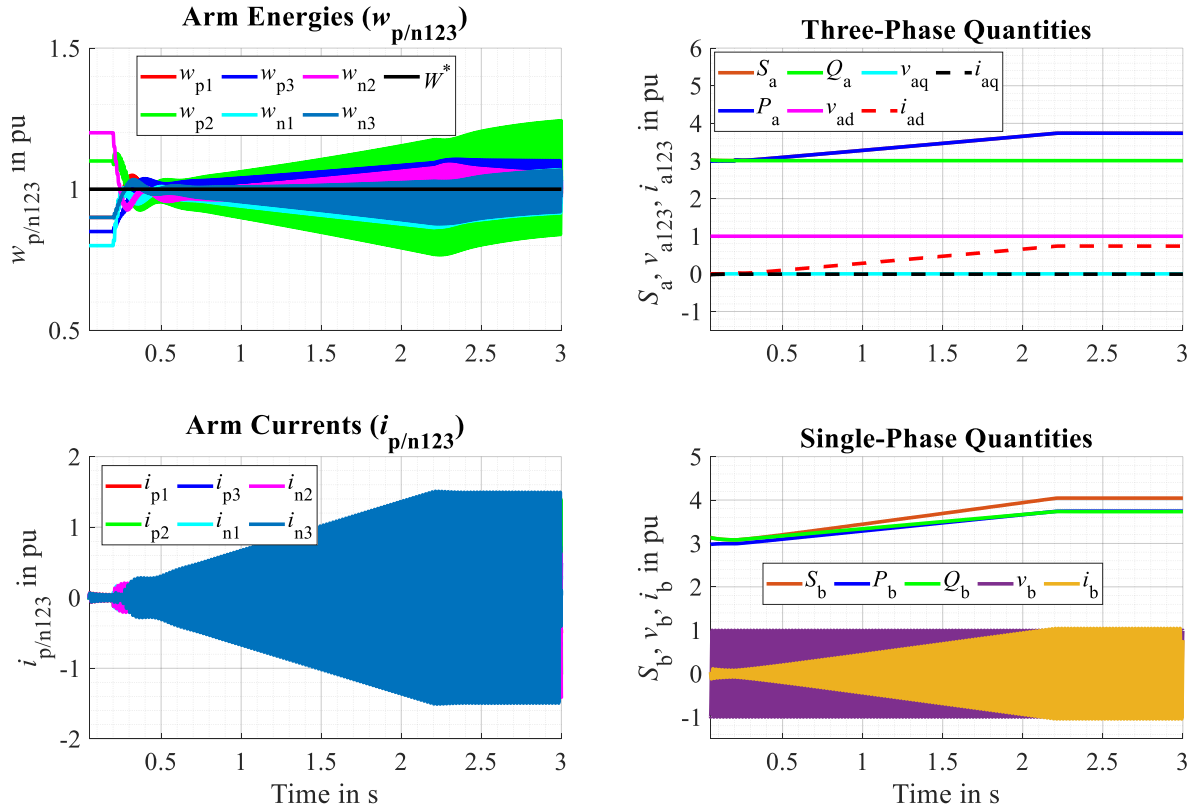 Arm Energies (w_p/n123)
1.5
1
0.5
w_p/n123 in pu
w_p1 w_p3 w_n2 W*
w_p2 w_n1 w_n3
0.5 1 1.5 2 2.5 3
Three-Phase Quantities
6
5
4
3
2
1
0
-1
S_a, v_a123, i_a123 in pu
S_a Q_a v_aq i_aq
P_a v_ad i_ad
0.5 1 1.5 2 2.5 3
Arm Currents (i_p/n123)
2
1
0
-1
-2
i_p/n123 in pu
i_p1 i_p3 i_n2
i_p2 i_n1 i_n3
0.5 1 1.5 2 2.5 3
Time in s
Single-Phase Quantities
5
4
3
2
1
0
-1
S_b, v_b, i_b in pu
S_b P_b Q_b v_b i_b
0.5 1 1.5 2 2.5 3
Time in s